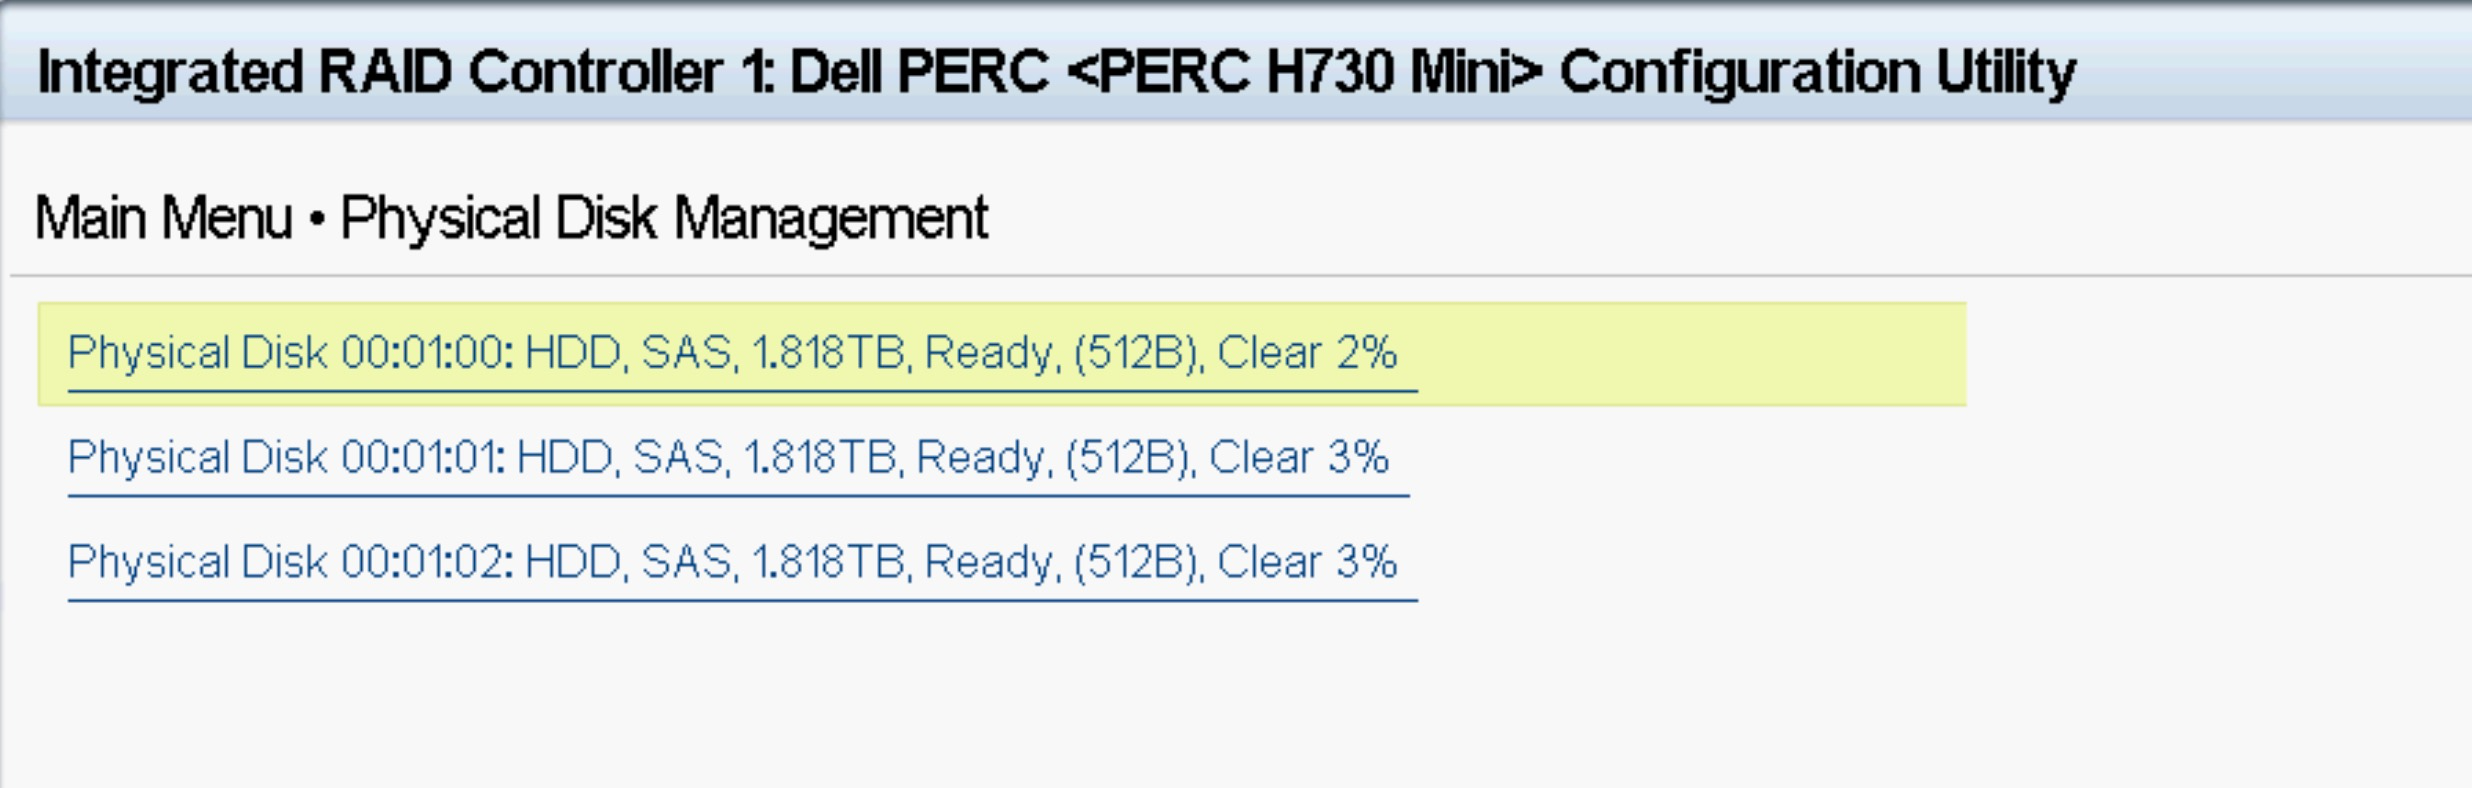 Integrated RAID Controller 1: Dell PERC <PERC H730 Mini> Configuration Utility
Main Menu • Physical Disk Management
Physical Disk 00:01:00: HDD, SAS, 1.818TB, Ready, (512B), Clear 2%
Physical Disk 00:01:01: HDD, SAS, 1.818TB, Ready, (512B), Clear 3%
Physical Disk 00:01:02: HDD, SAS, 1.818TB, Ready, (512B), Clear 3%